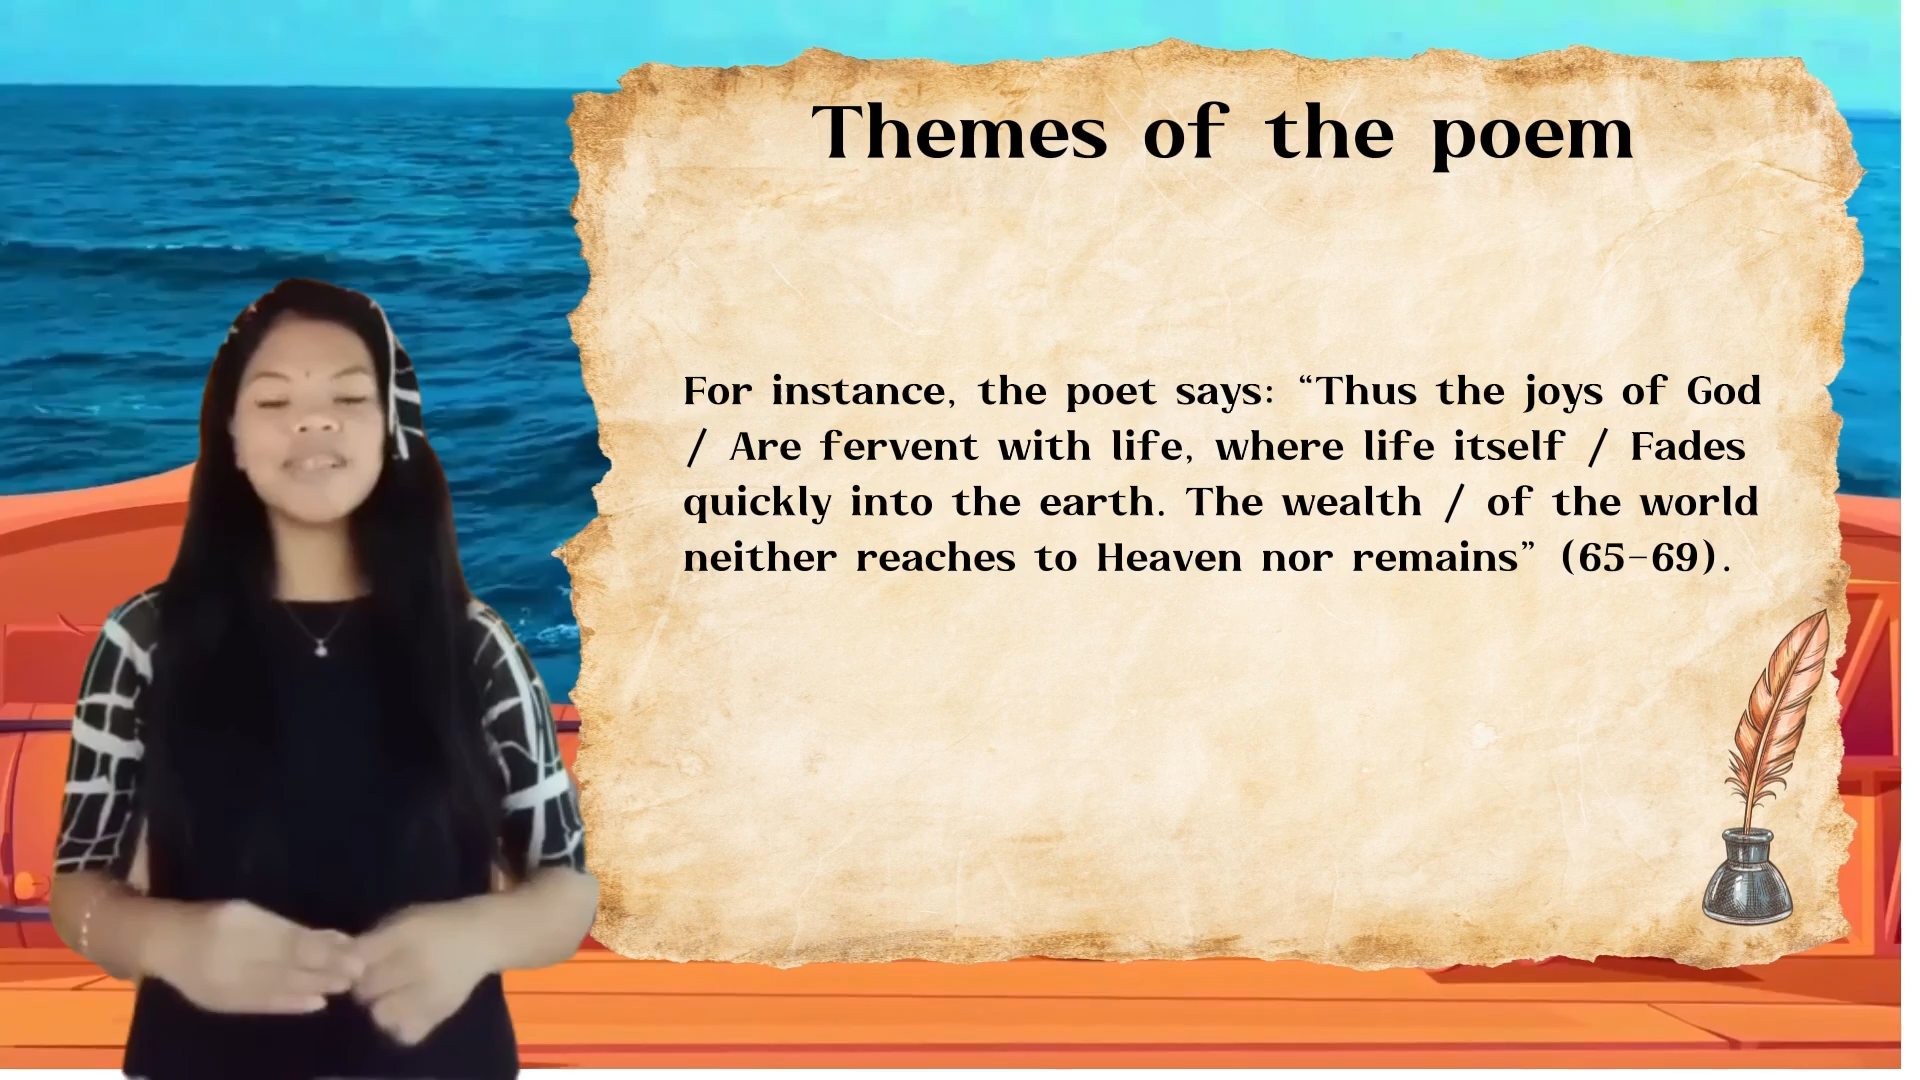 Themes of the poem
For instance, the poet says: “Thus the joys of God
/ Are fervent with life, where life itself / Fades
quickly into the earth. The wealth / of the world
neither reaches to Heaven nor remains” (65–69).